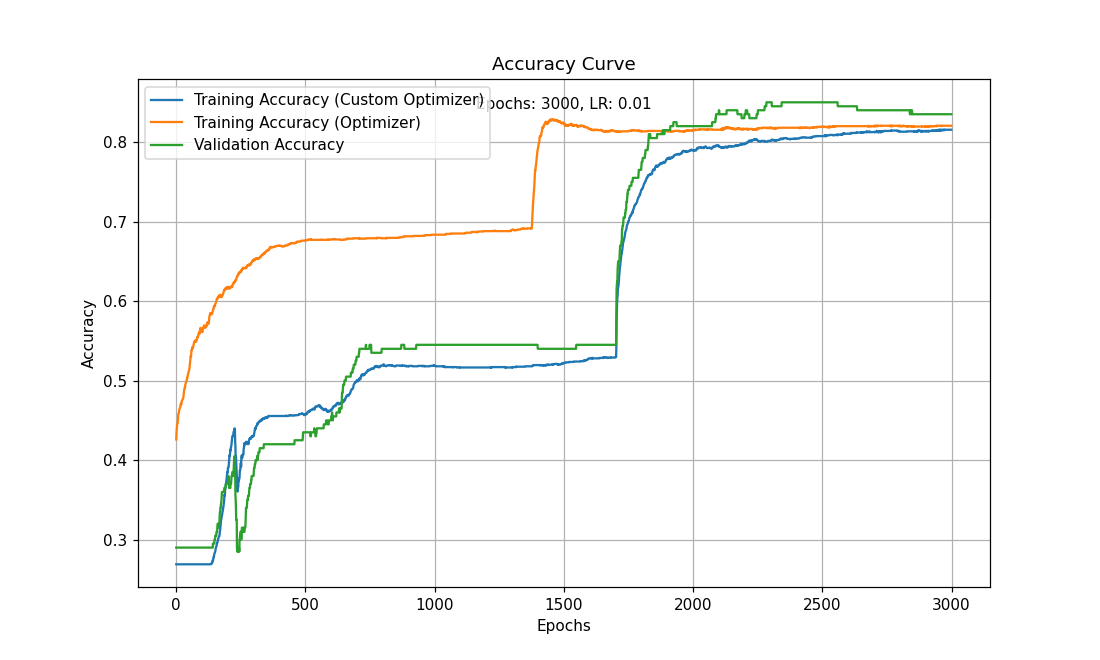 Accuracy Curve
Training Accuracy (Custom Optimizer)
Epochs: 3000, LR: 0.01
Training Accuracy (Optimizer)
Validation Accuracy
0.8
0.7
0.6
0.5
0.4
0.3
Accuracy
0 500 1000 1500 2000 2500 3000
Epochs